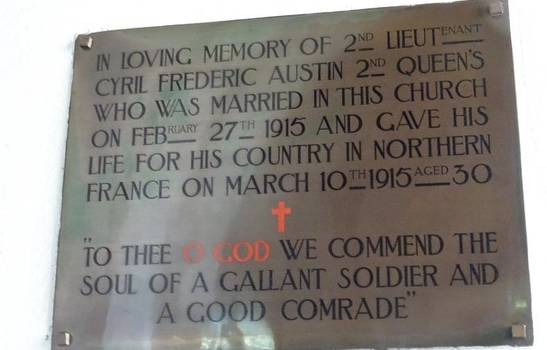 IN LOVING MEMORY OF 2ND LIEUTENANT
CYRIL FREDERIC AUSTIN 2ND QUEEN'S
WHO WAS MARRIED IN THIS CHURCH
ON FEBRUARY 27TH 1915 AND GAVE HIS
LIFE FOR HIS COUNTRY IN NORTHERN
FRANCE ON MARCH 10TH 1915 AGED 30
"TO THEE O GOD WE COMMEND THE
SOUL OF A GALLANT SOLDIER AND
A GOOD COMRADE"